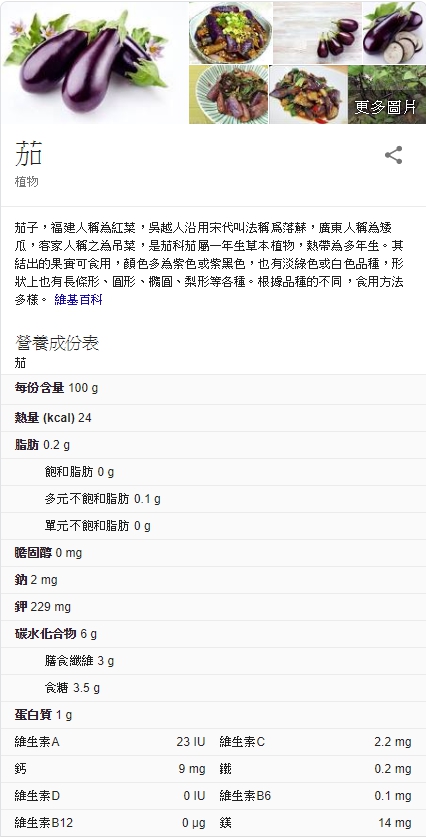 更多圖片
茄
植物
茄子，福建人稱為紅菜，吳越人沿用宋代叫法稱爲落蘇，廣東人稱為矮
瓜，客家人稱之為吊菜，是茄科茄屬一年生草本植物，熱帶為多年生。其
結出的果實可食用，顏色多為紫色或紫黑色，也有淡綠色或白色品種，形
狀上也有長條形、圓形、橢圓、梨形等各種。根據品種的不同，食用方法
多樣。 維基百科
營養成份表
茄
每份含量 100 g
熱量 (kcal) 24
脂肪 0.2 g
飽和脂肪 0 g
多元不飽和脂肪 0.1 g
單元不飽和脂肪 0 g
膽固醇 0 mg
鈉 2 mg
鉀 229 mg
碳水化合物 6 g
膳食纖維 3 g
食糖 3.5 g
蛋白質 1 g
維生素A 23 IU 維生素C 2.2 mg
鈣 9 mg 鐵 0.2 mg
維生素D 0 IU 維生素B6 0.1 mg
維生素B12 0 µg 鎂 14 mg